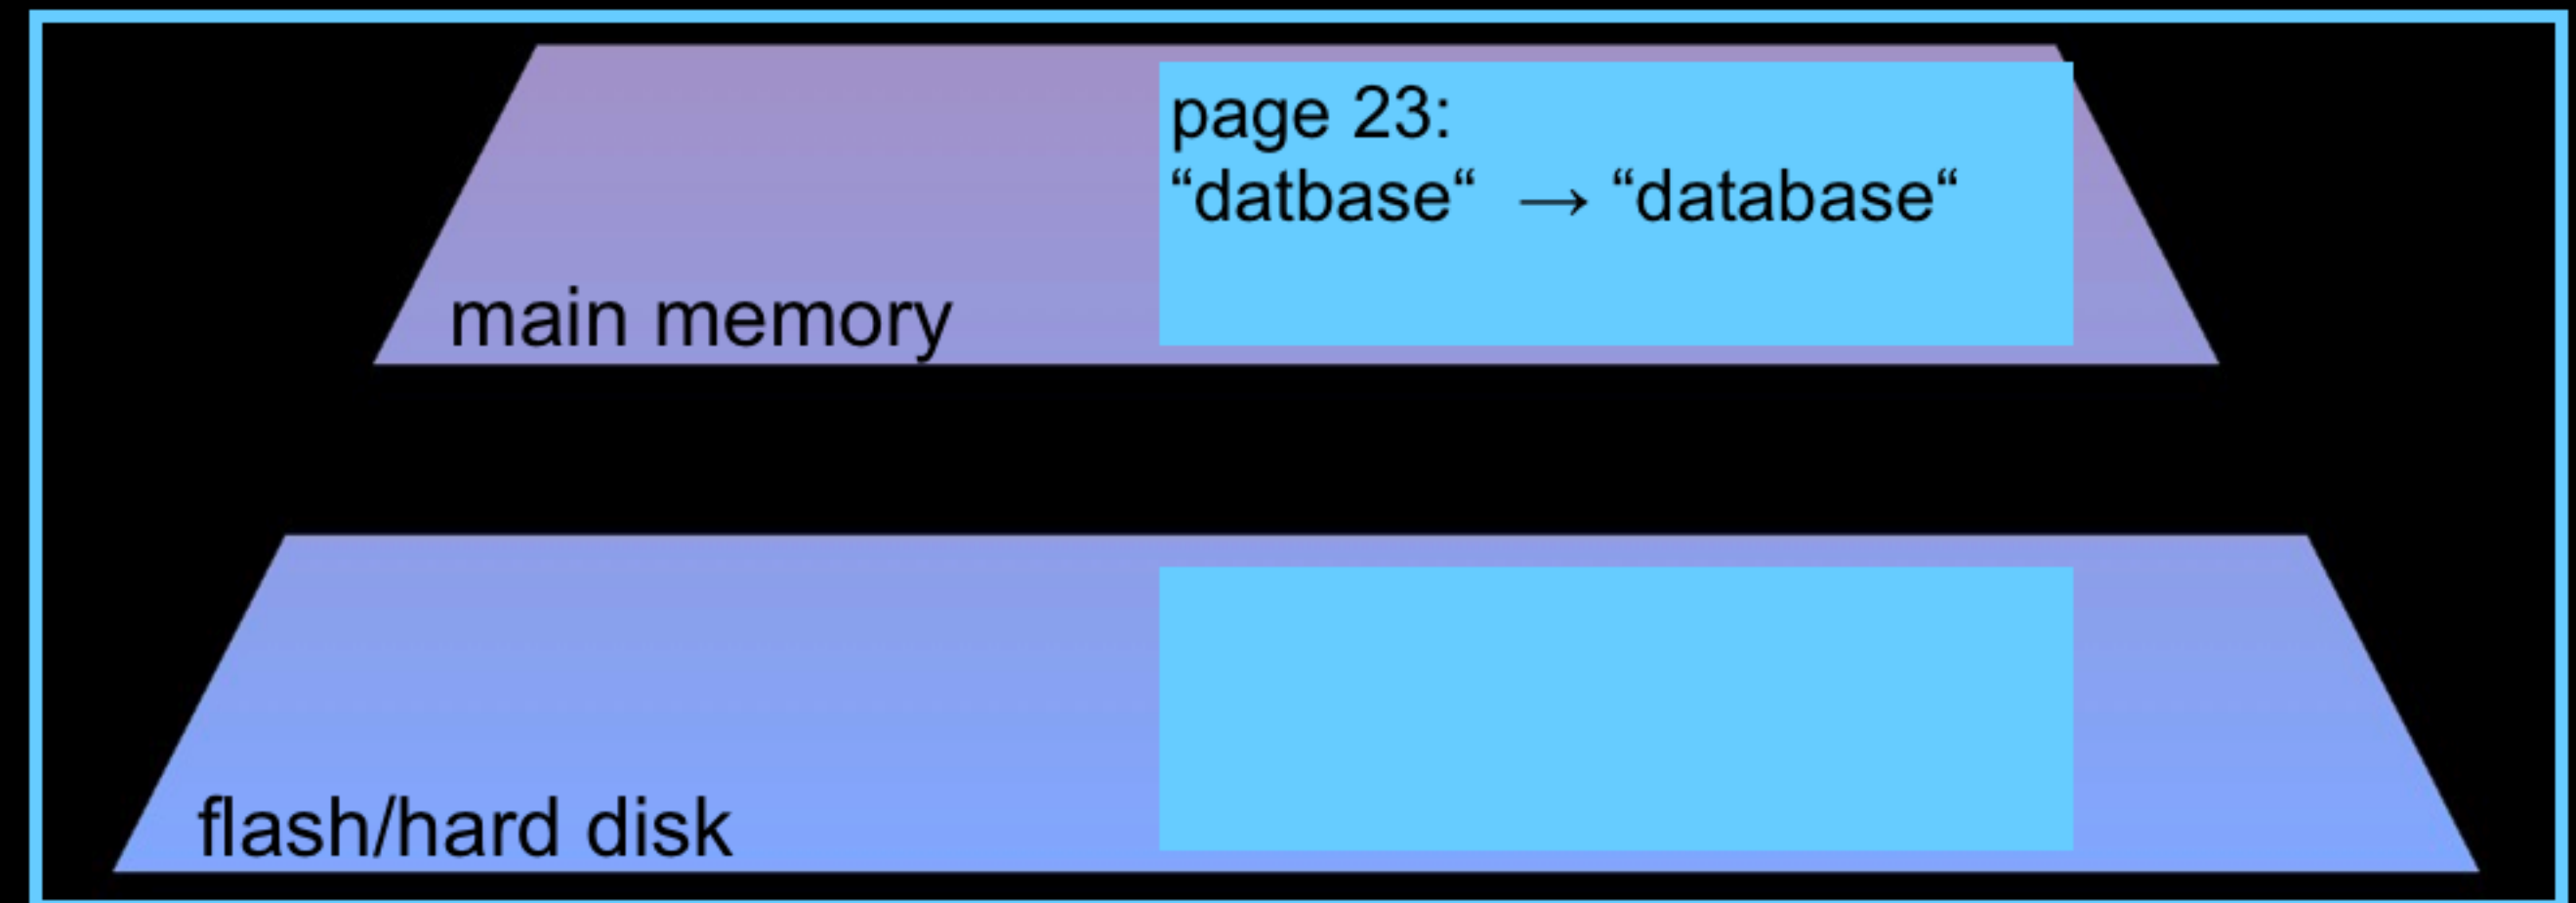 page 23:
“datbase“ → “database“
main memory
flash/hard disk